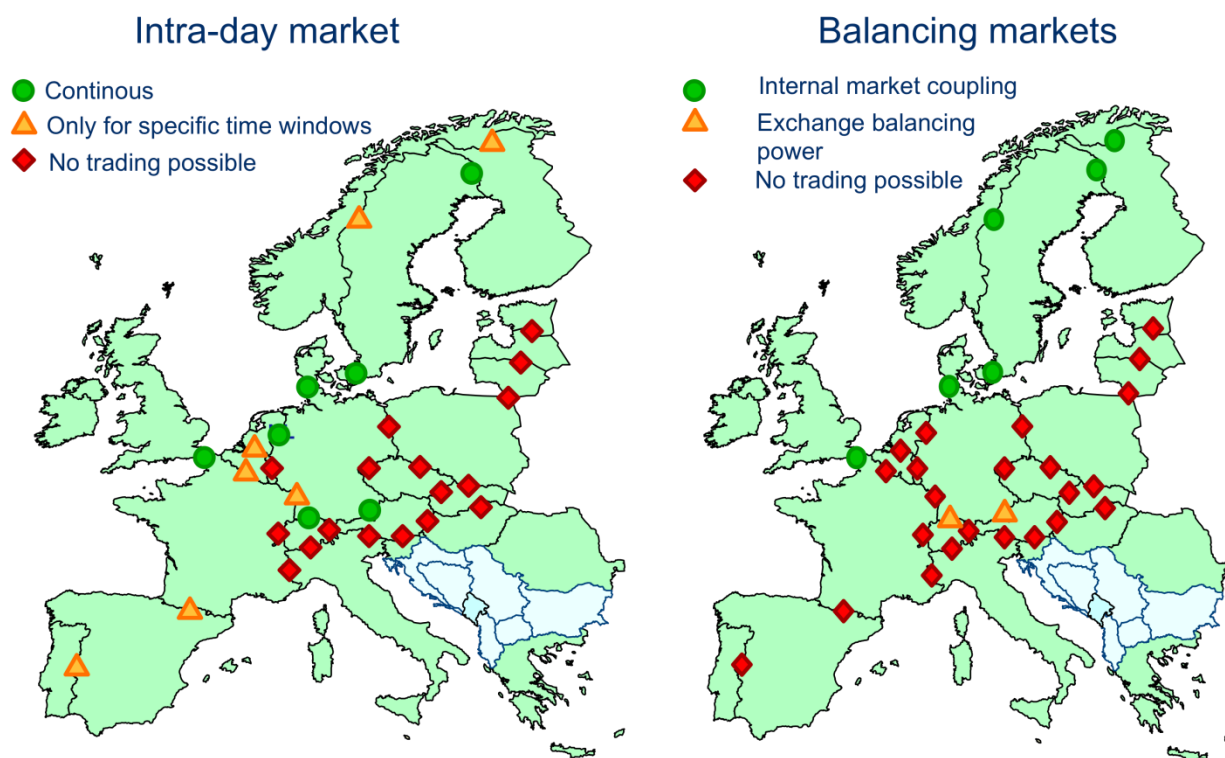 Intra-day market
Continous
Only for specific time windows
No trading possible
Balancing markets
Internal market coupling
Exchange balancing
power
No trading possible